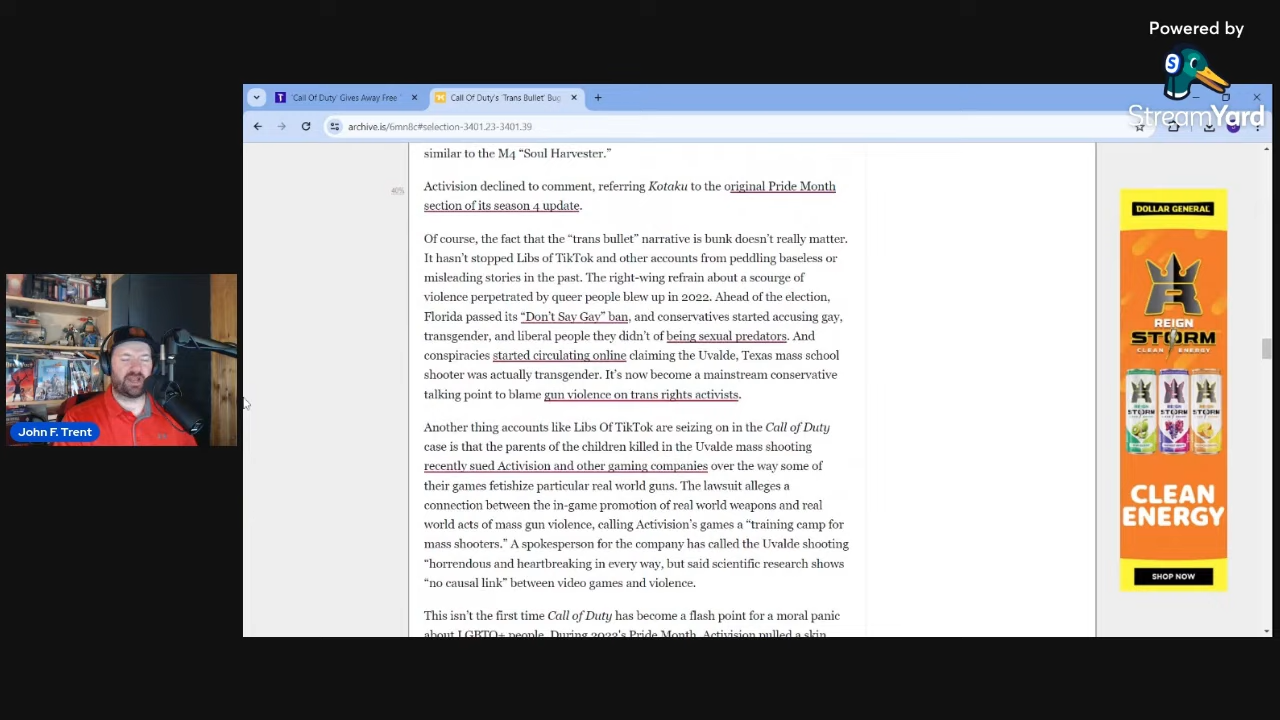 Powered by
S
StreamYard
'Call Of Duty' Gives Away Free
Call Of Duty's 'Trans Bullet' Bug
archive.is/6mn8c#selection-3401.23-3401.39
similar to the M4 “Soul Harvester.”
40%
Activision declined to comment, referring Kotaku to the original Pride Month
section of its season 4 update.
Of course, the fact that the “trans bullet” narrative is bunk doesn’t really matter.
It hasn’t stopped Libs of TikTok and other accounts from peddling baseless or
misleading stories in the past. The right-wing refrain about a scourge of
violence perpetrated by queer people blew up in 2022. Ahead of the election,
Florida passed its “Don’t Say Gay” ban, and conservatives started accusing gay,
transgender, and liberal people they didn’t of being sexual predators. And
conspiracies started circulating online claiming the Uvalde, Texas mass school
shooter was actually transgender. It’s now become a mainstream conservative
talking point to blame gun violence on trans rights activists.
Another thing accounts like Libs Of TikTok are seizing on in the Call of Duty
case is that the parents of the children killed in the Uvalde mass shooting
recently sued Activision and other gaming companies over the way some of
their games fetishize particular real world guns. The lawsuit alleges a
connection between the in-game promotion of real world weapons and real
world acts of mass gun violence, calling Activision’s games a “training camp for
mass shooters.” A spokesperson for the company has called the Uvalde shooting
“horrendous and heartbreaking in every way, but said scientific research shows
“no causal link” between video games and violence.
This isn’t the first time Call of Duty has become a flash point for a moral panic
about LGBTQ+ people. During 2022's Pride Month, Activision pulled a skin
John F. Trent
DOLLAR GENERAL
REIGN
STORM
CLEAN ENERGY
CLEAN
ENERGY
SHOP NOW